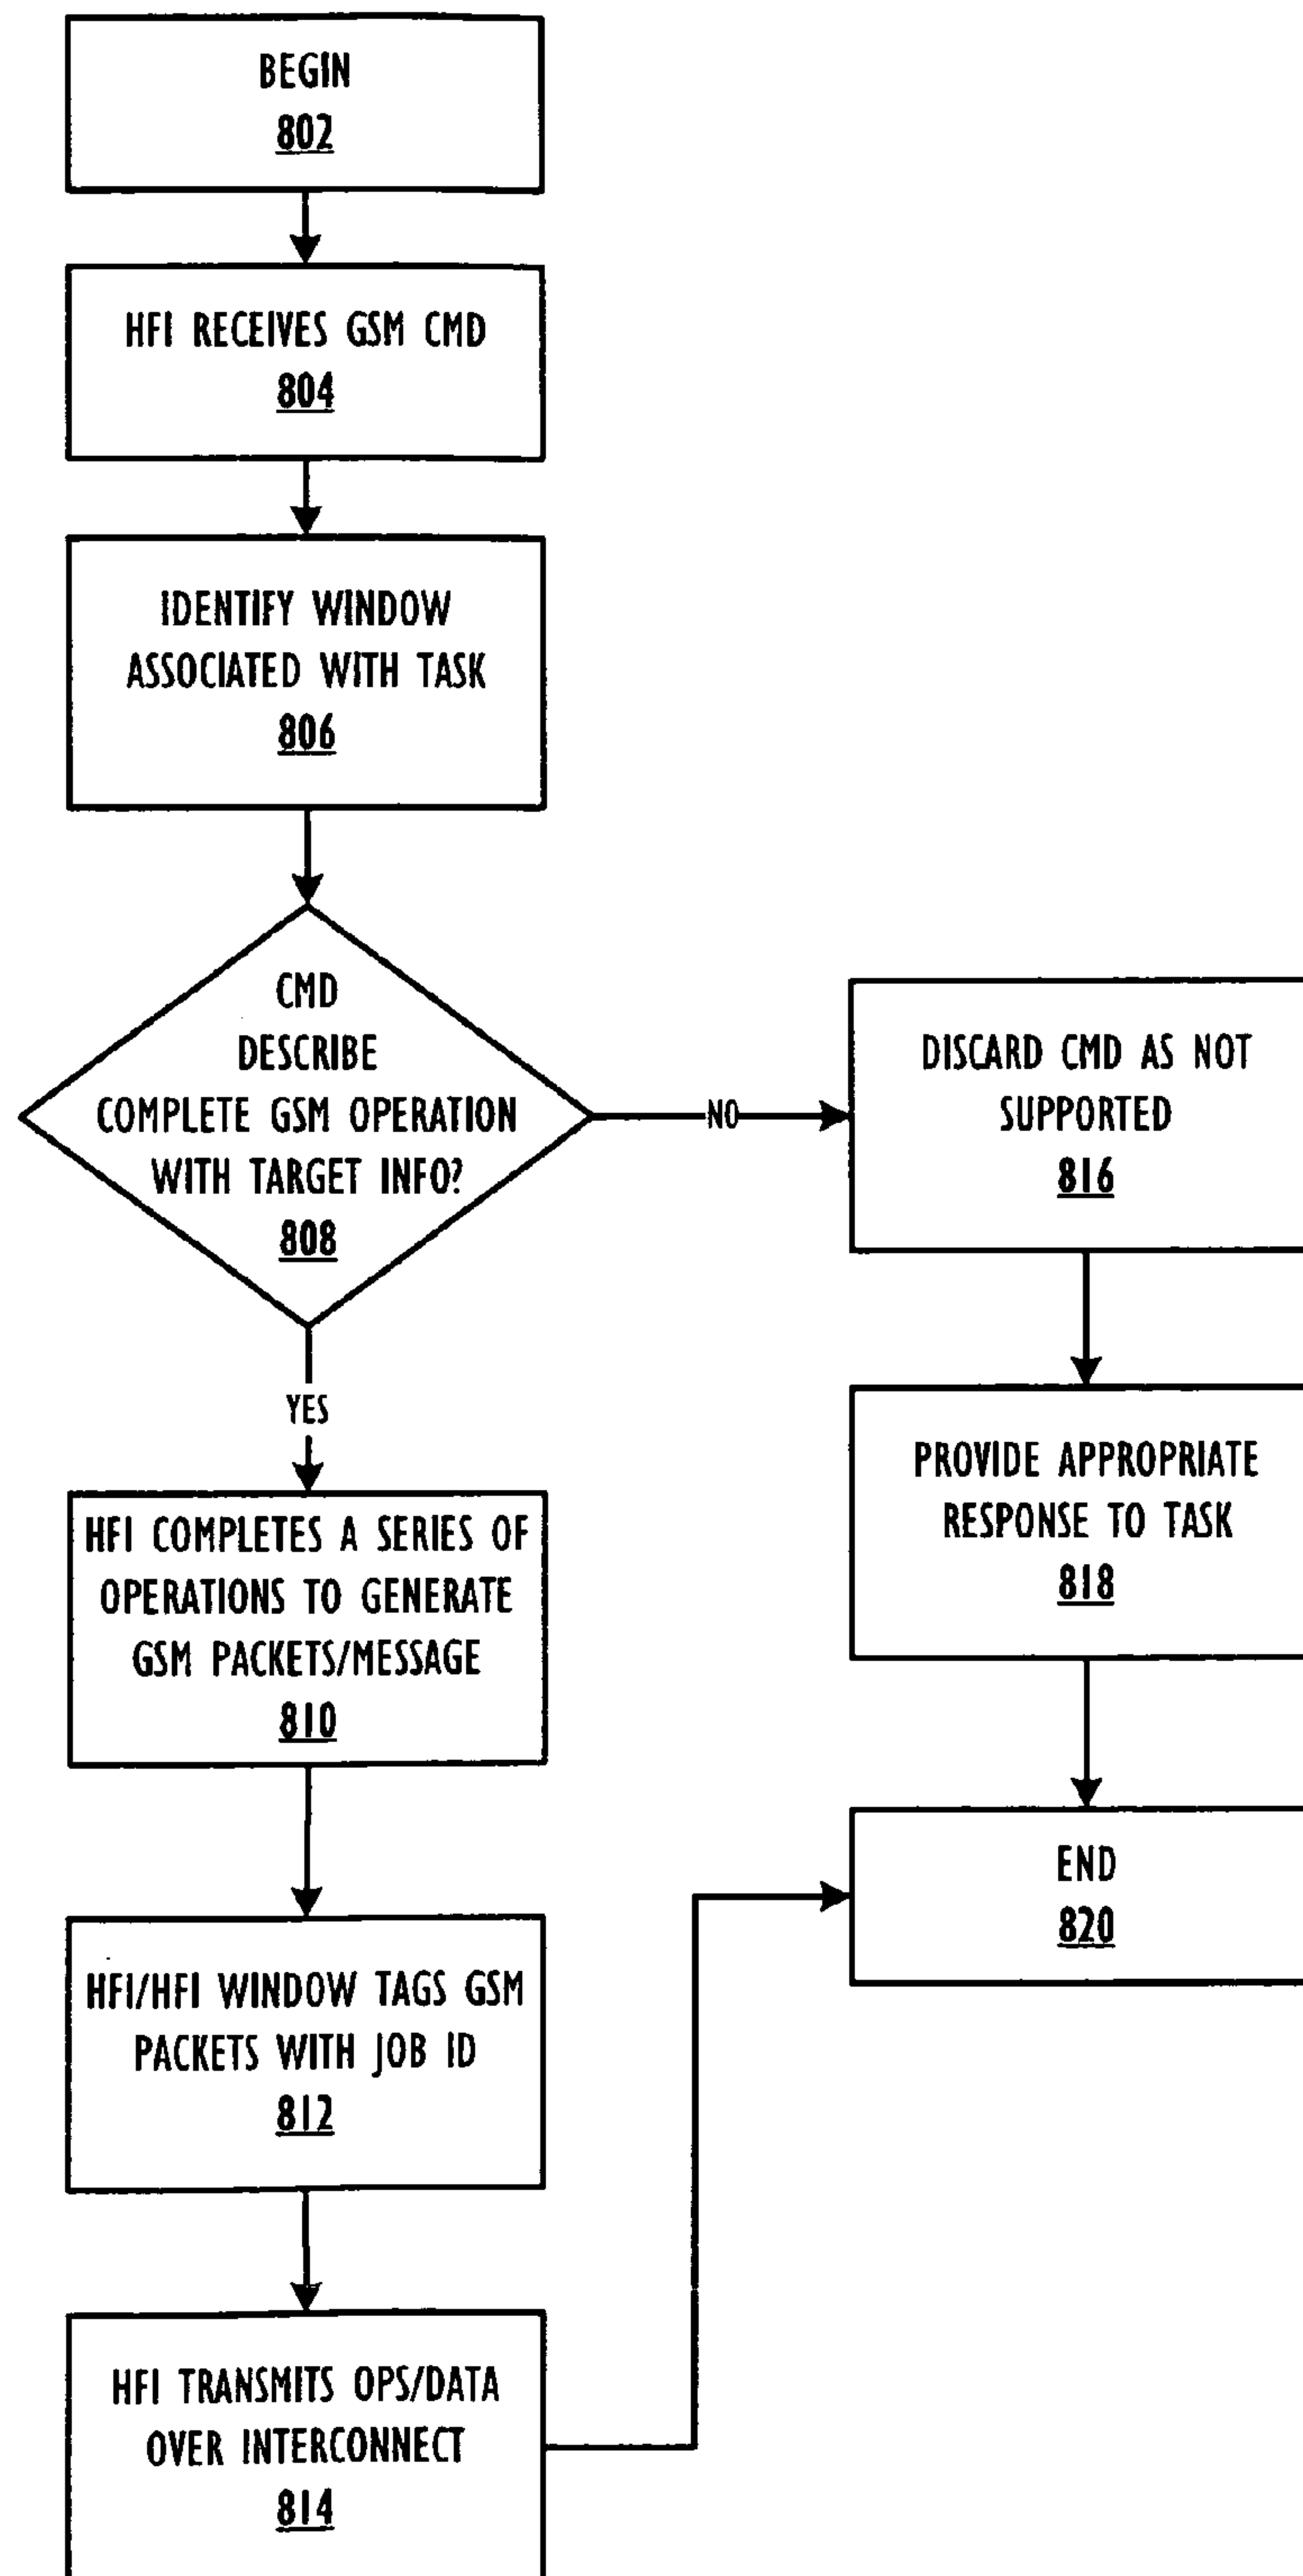 BEGIN
802
HFI RECEIVES GSM CMD
804
IDENTIFY WINDOW
ASSOCIATED WITH TASK
806
CMD
DESCRIBE
COMPLETE GSM OPERATION
WITH TARGET INFO?
808
NO
DISCARD CMD AS NOT
SUPPORTED
816
YES
PROVIDE APPROPRIATE
RESPONSE TO TASK
818
HFI COMPLETES A SERIES OF
OPERATIONS TO GENERATE
GSM PACKETS/MESSAGE
810
END
820
HFI/HFI WINDOW TAGS GSM
PACKETS WITH JOB ID
812
HFI TRANSMITS OPS/DATA
OVER INTERCONNECT
814